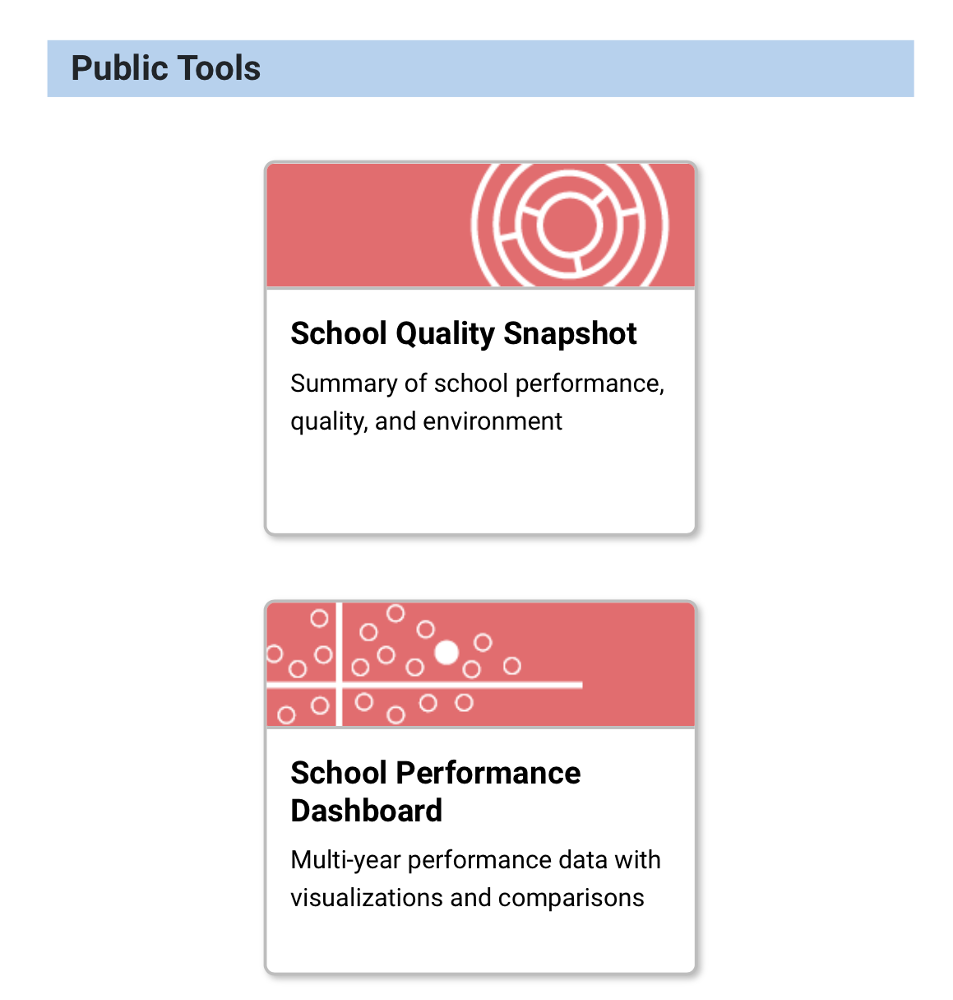 Public Tools
School Quality Snapshot
Summary of school performance,
quality, and environment
School Performance
Dashboard
Multi-year performance data with
visualizations and comparisons